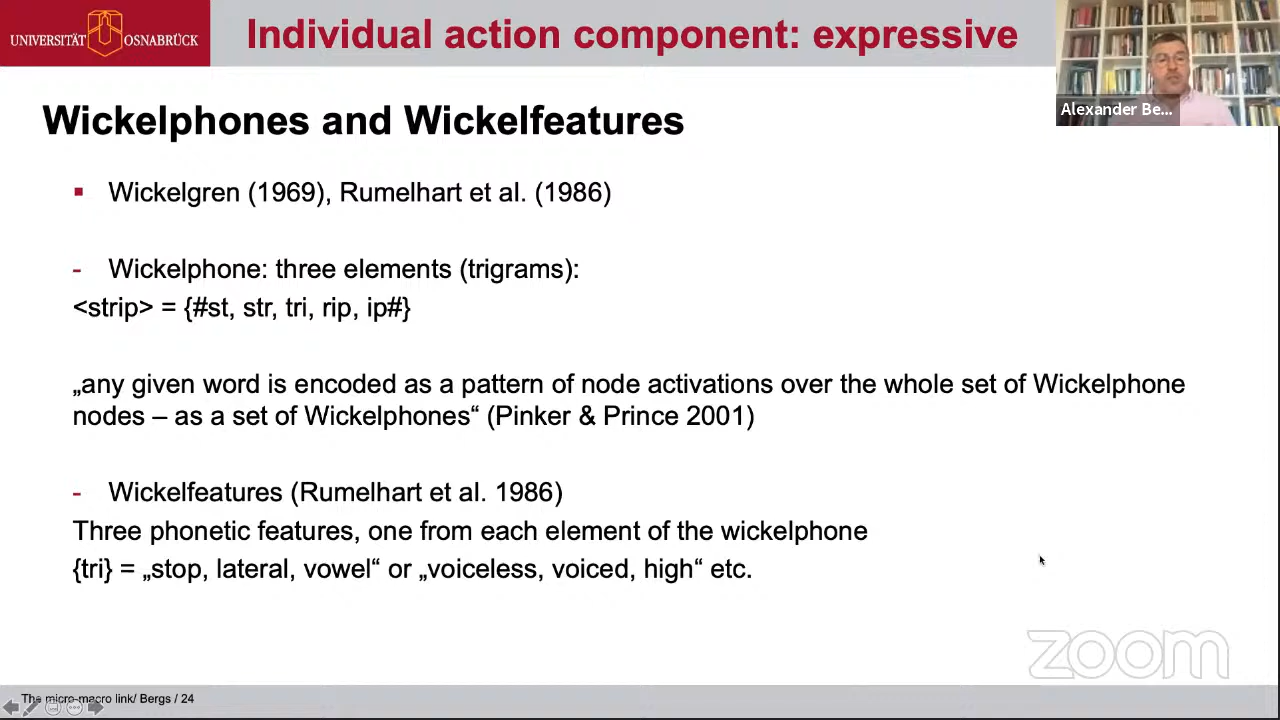 UNIVERSITÄT OSNABRÜCK
Individual action component: expressive
Alexander Be...
Wickelphones and Wickelfeatures
▪ Wickelgren (1969), Rumelhart et al. (1986)
- Wickelphone: three elements (trigrams):
<strip> = {#st, str, tri, rip, ip#}
„any given word is encoded as a pattern of node activations over the whole set of Wickelphone
nodes – as a set of Wickelphones“ (Pinker & Prince 2001)
- Wickelfeatures (Rumelhart et al. 1986)
Three phonetic features, one from each element of the wickelphone
{tri} = „stop, lateral, vowel“ or „voiceless, voiced, high“ etc.
zoom
The micro-macro link/ Bergs / 24